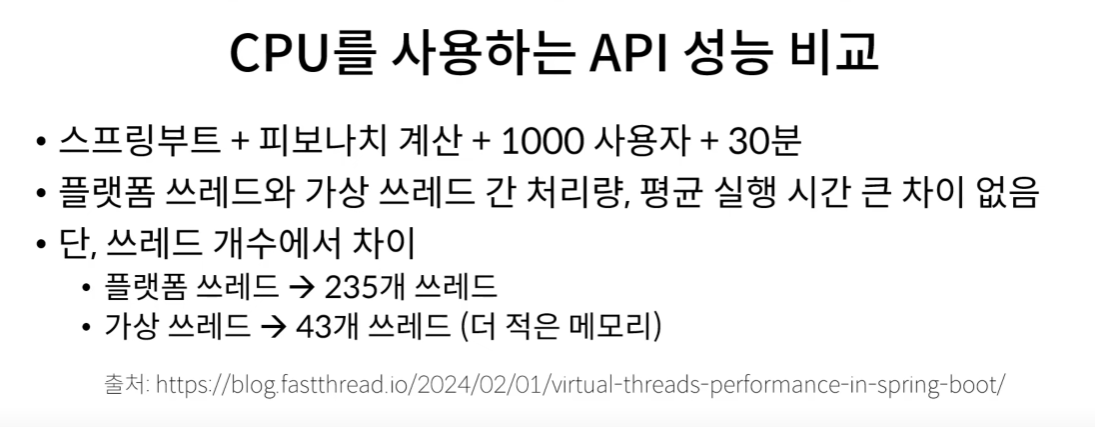 CPU를 사용하는 API 성능 비교
• 스프링부트 + 피보나치 계산 + 1000 사용자 + 30분
• 플랫폼 쓰레드와 가상 쓰레드 간 처리량, 평균 실행 시간 큰 차이 없음
• 단, 쓰레드 개수에서 차이
• 플랫폼 쓰레드 → 235개 쓰레드
• 가상 쓰레드 → 43개 쓰레드 (더 적은 메모리)
출처: https://blog.fastthread.io/2024/02/01/virtual-threads-performance-in-spring-boot/